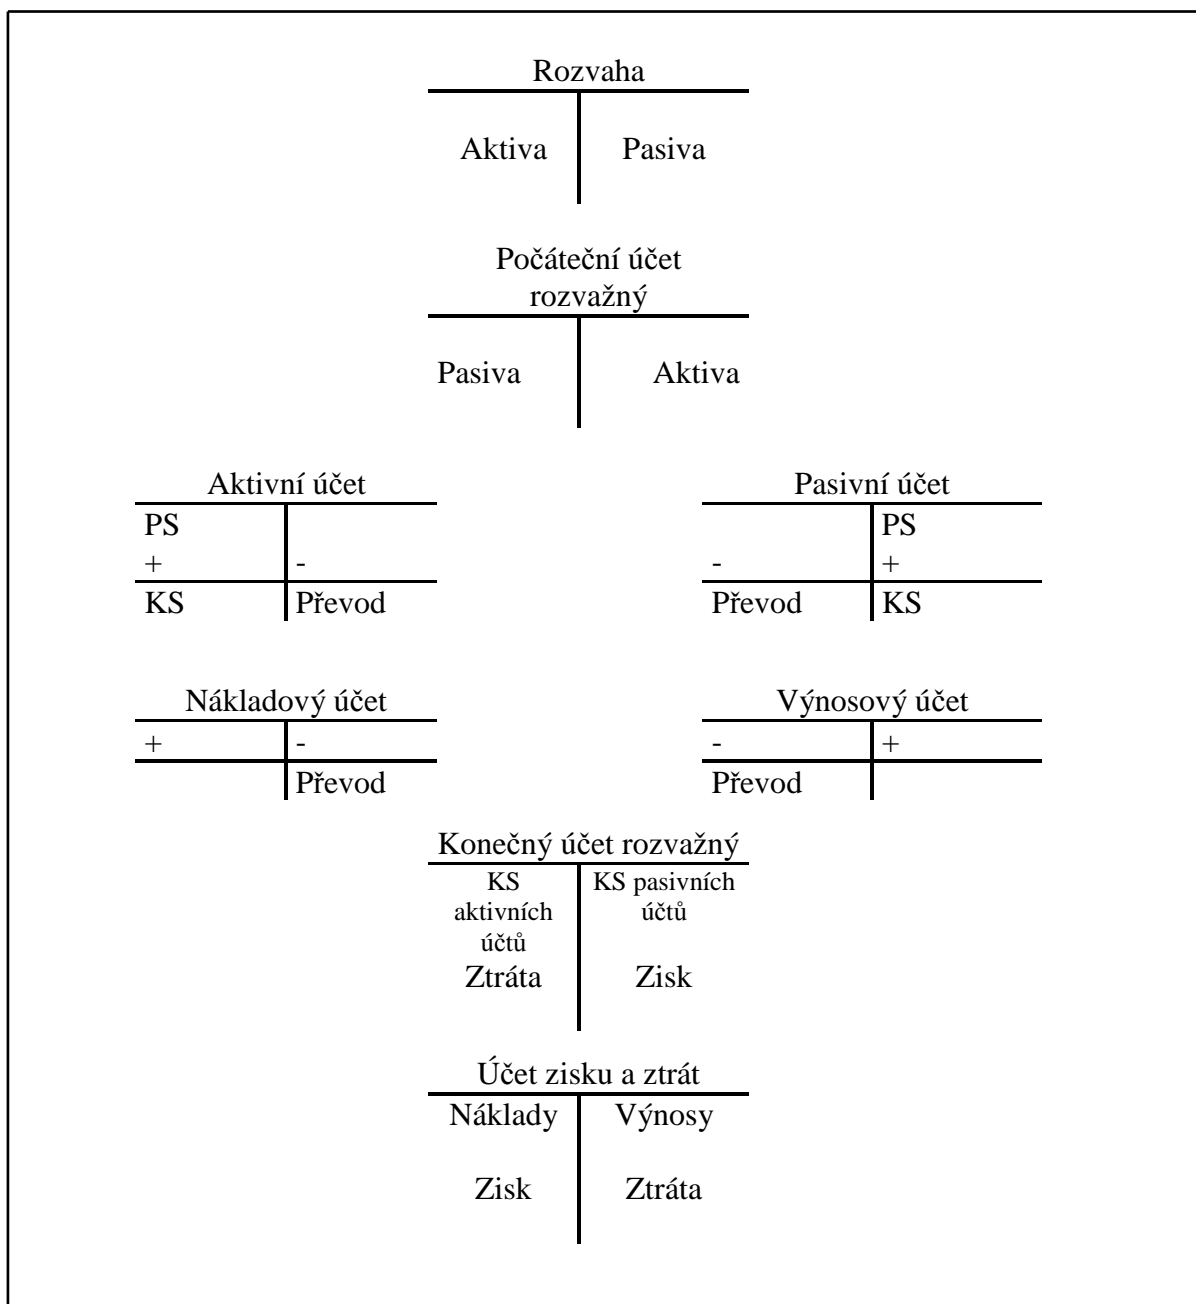 Rozvaha
Aktiva Pasiva
Počáteční účet
rozvažný
Pasiva Aktiva
Aktivní účet Pasivní účet
PS PS
+ - - +
KS Převod Převod KS
Nákladový účet Výnosový účet
+ - - +
Převod Převod
Konečný účet rozvažný
KS KS pasivních
aktivních účtů
účtů
Ztráta Zisk
Účet zisku a ztrát
Náklady Výnosy
Zisk Ztráta